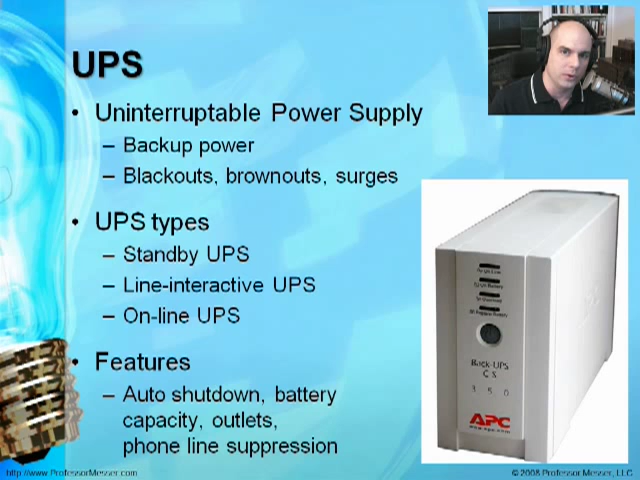 UPS
• Uninterruptable Power Supply
– Backup power
– Blackouts, brownouts, surges
• UPS types
– Standby UPS
– Line-interactive UPS
– On-line UPS
• Features
– Auto shutdown, battery
capacity, outlets,
phone line suppression
Back-UPS
CS
350
APC
http://www.ProfessorMesser.com
© 2008 Professor Messer, LLC